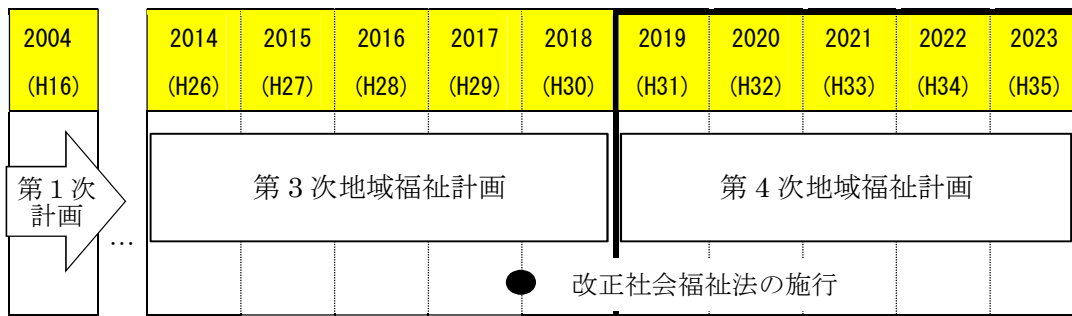 2004 2014 2015 2016 2017 2018 2019 2020 2021 2022 2023
(H16) (H26) (H27) (H28) (H29) (H30) (H31) (H32) (H33) (H34) (H35)
第１次
計画
…
第３次地域福祉計画
第４次地域福祉計画
改正社会福祉法の施行